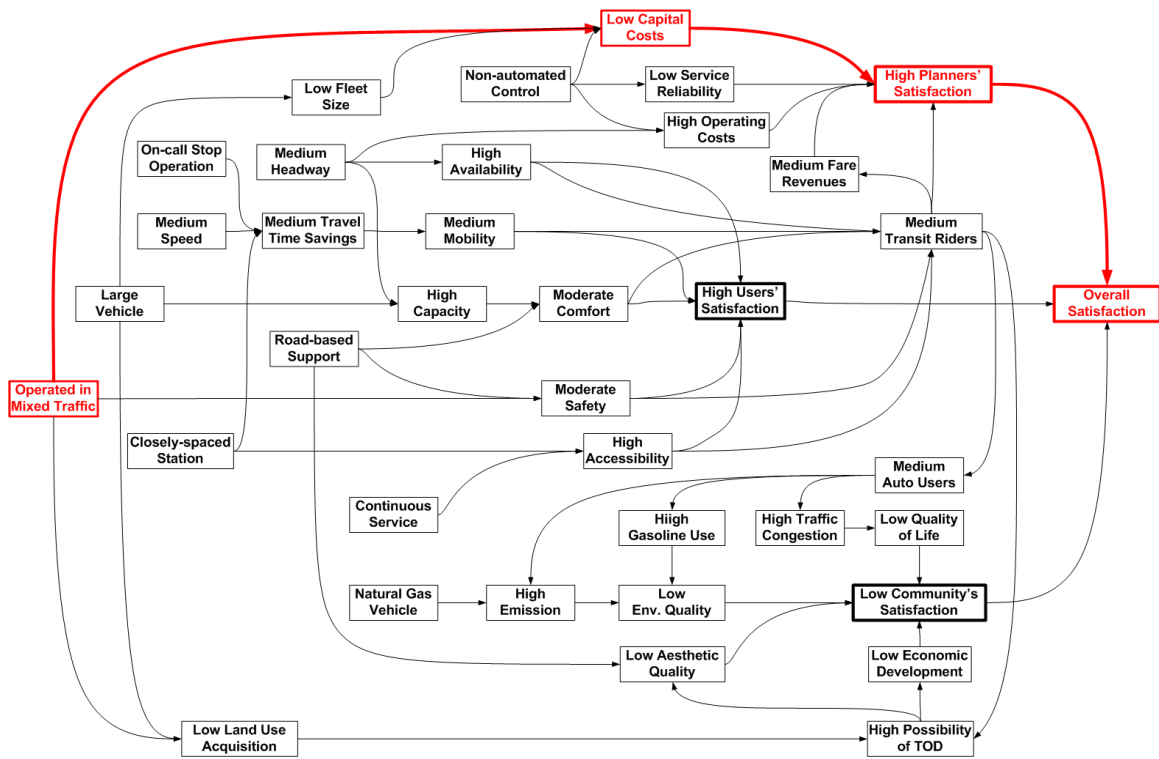 Low Capital
Costs
Non-automated
Control
Low Service
Reliability
High Planners'
Satisfaction
Low Fleet
Size
High Operating
Costs
On-call Stop
Operation
Medium
Headway
High
Availability
Medium Fare
Revenues
Medium
Speed
Medium Travel
Time Savings
Medium
Mobility
Medium
Transit Riders
Large
Vehicle
High
Capacity
Moderate
Comfort
High Users'
Satisfaction
Overall
Satisfaction
Road-based
Support
Operated in
Mixed Traffic
Moderate
Safety
Closely-spaced
Station
High
Accessibility
Medium
Auto Users
Continuous
Service
Hiigh
Gasoline Use
High Traffic
Congestion
Low Quality
of Life
Natural Gas
Vehicle
High
Emission
Low
Env. Quality
Low Community's
Satisfaction
Low Aesthetic
Quality
Low Economic
Development
Low Land Use
Acquisition
High Possibility
of TOD